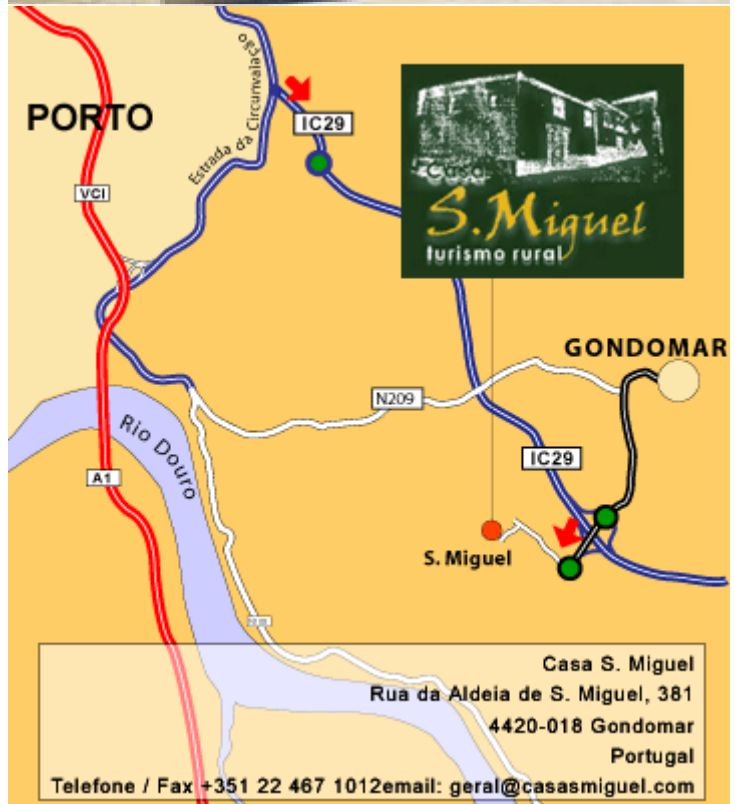 PORTO
Estrada da Circunvalação
IC29
VCI
Casa
S.Miguel
turismo rural
GONDOMAR
N209
Rio Douro
IC29
A1
S. Miguel
Casa S. Miguel
Rua da Aldeia de S. Miguel, 381
4420-018 Gondomar
Portugal
Telefone / Fax +351 22 467 1012email: geral@casasmiguel.com